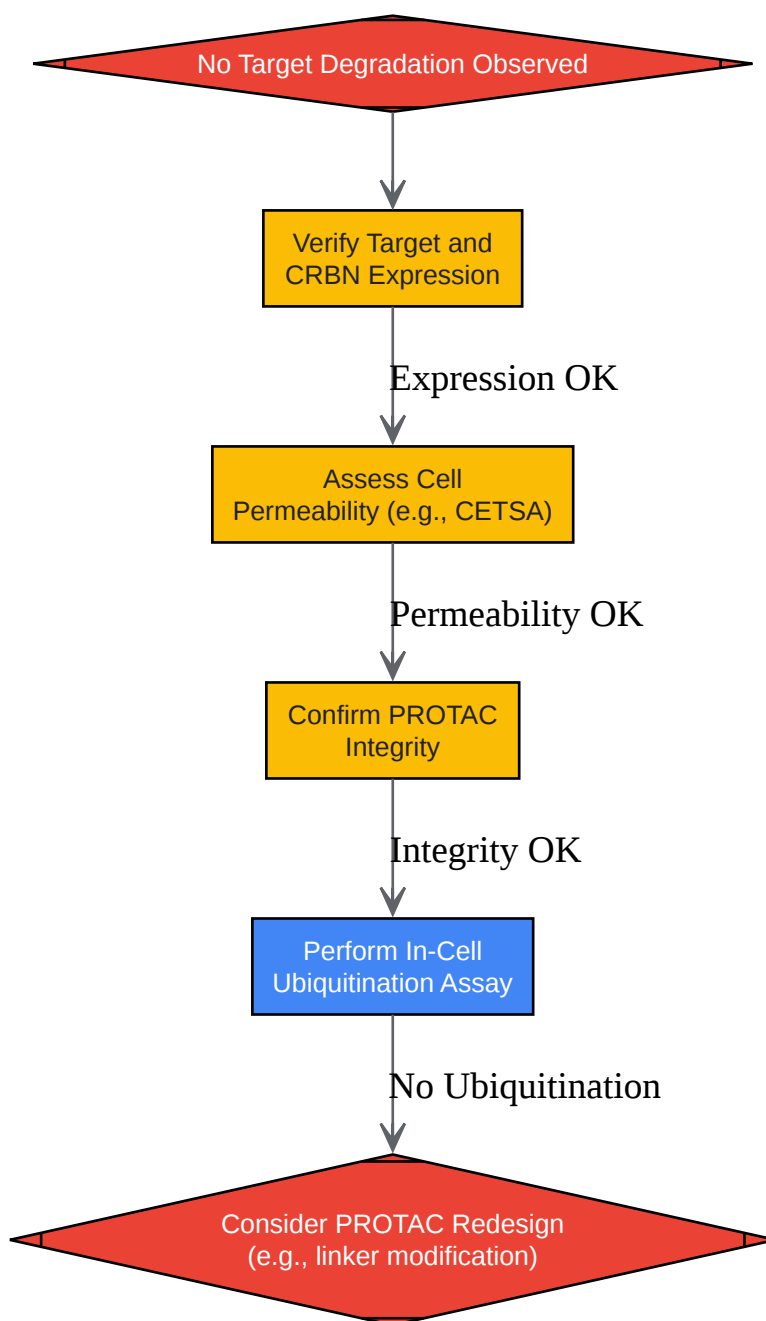 No Target Degradation Observed
Verify Target and
CRBN Expression
Expression OK
Assess Cell
Permeability (e.g., CETSA)
Permeability OK
Confirm PROTAC
Integrity
Integrity OK
Perform In-Cell
Ubiquitination Assay
No Ubiquitination
Consider PROTAC Redesign
(e.g., linker modification)